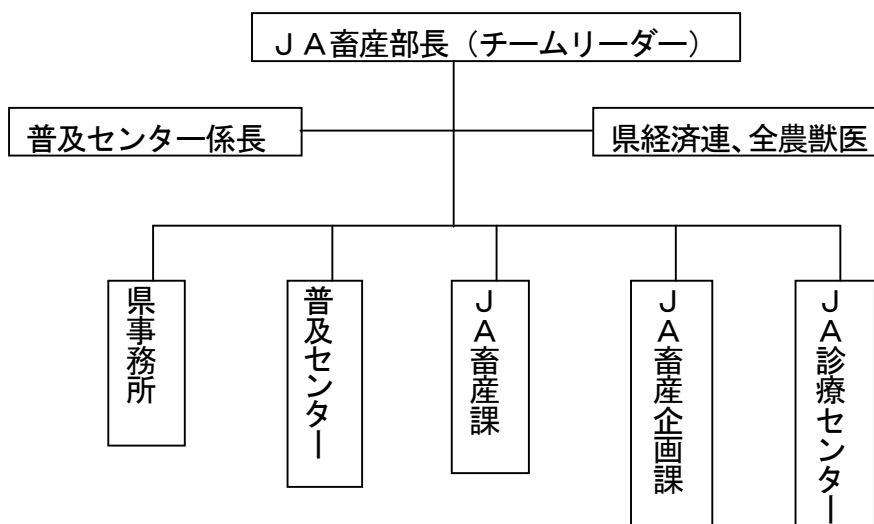 ＪＡ畜産部長（チームリーダー）
普及センター係長
県経済連、全農獣医
県事務所
普及センター
ＪＡ畜産課
ＪＡ畜産企画課
ＪＡ診療センター